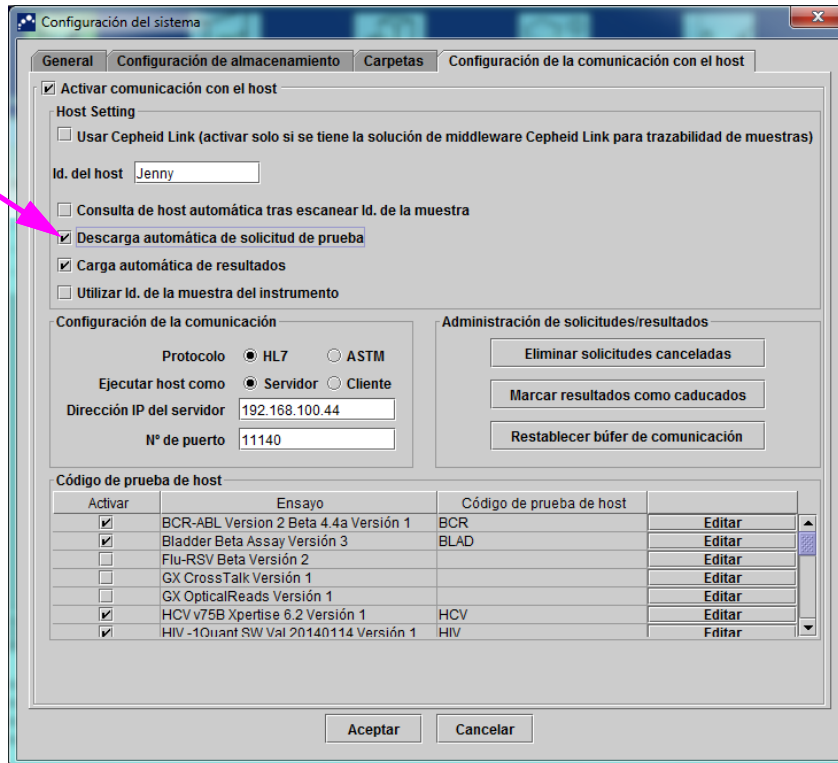 Configuración del sistema
General Configuración de almacenamiento Carpetas Configuración de la comunicación con el host
Activar comunicación con el host
Host Setting
Usar Cepheid Link (activar solo si se tiene la solución de middleware Cepheid Link para trazabilidad de muestras)
Id. del host Jenny
Consulta de host automática tras escanear Id. de la muestra
Descarga automática de solicitud de prueba
Carga automática de resultados
Utilizar Id. de la muestra del instrumento
Configuración de la comunicación
Protocolo HL7 ASTM
Ejecutar host como Servidor Cliente
Dirección IP del servidor 192.168.100.44
Nº de puerto 11140
Administración de solicitudes/resultados
Eliminar solicitudes canceladas
Marcar resultados como caducados
Restablecer búfer de comunicación
Código de prueba de host
Activar Ensayo Código de prueba de host
BCR-ABL Version 2 Beta 4.4a Versión 1 BCR Editar
Bladder Beta Assay Versión 3 BLAD Editar
Flu-RSV Beta Versión 2 Editar
GX CrossTalk Versión 1 Editar
GX OpticalReads Versión 1 Editar
HCV v75B Xpertise 6.2 Versión 1 HCV Editar
HIV -1Quant SW Val 20140114 Versión 1 HIV Editar
Aceptar Cancelar